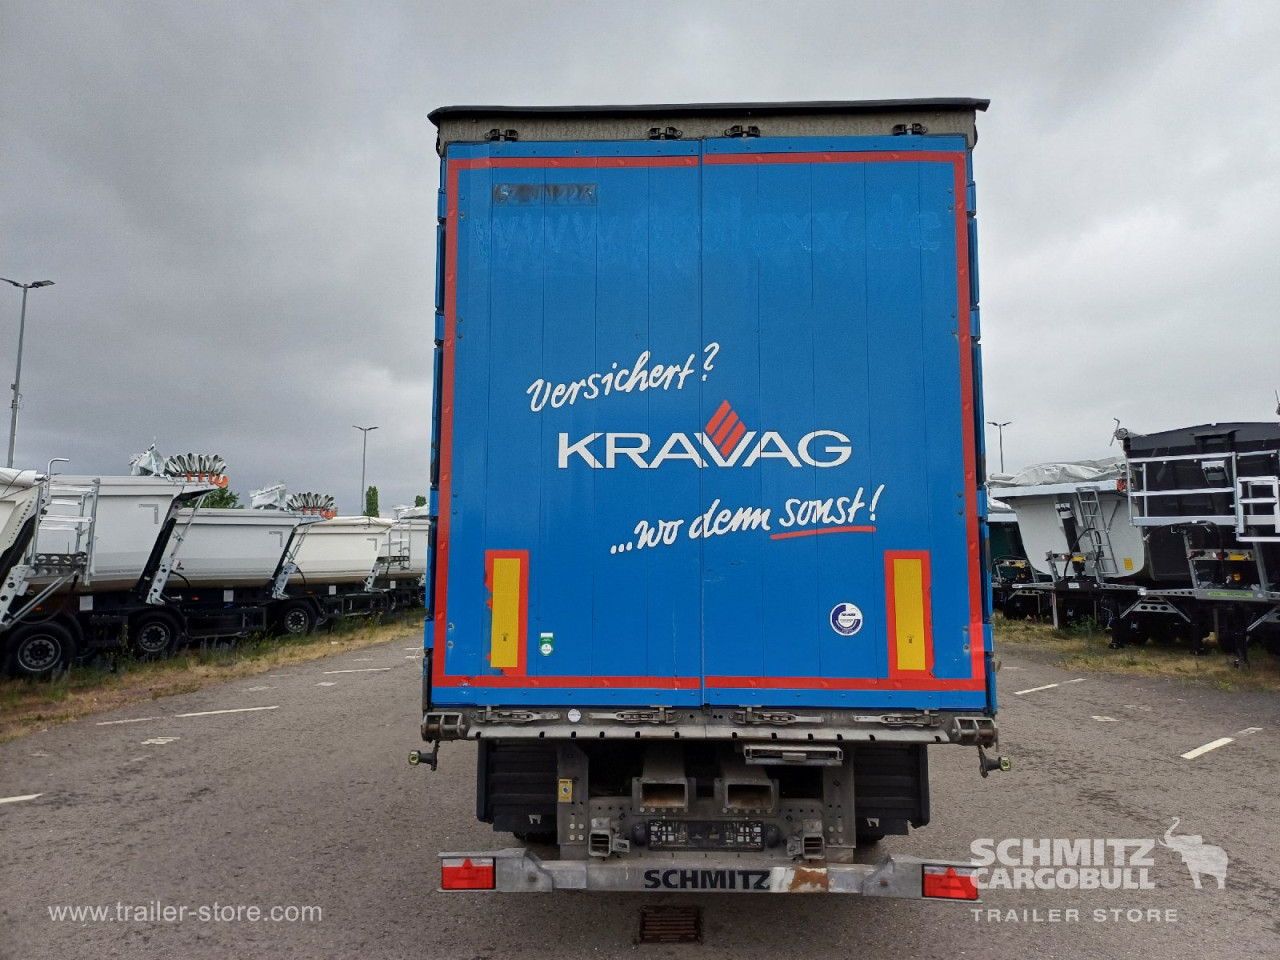 versichert?
KRAVAG
...wo denn sonst!
SCHMITZ
www.trailer-store.com
SCHMITZ
CARGOBULL
TRAILER STORE